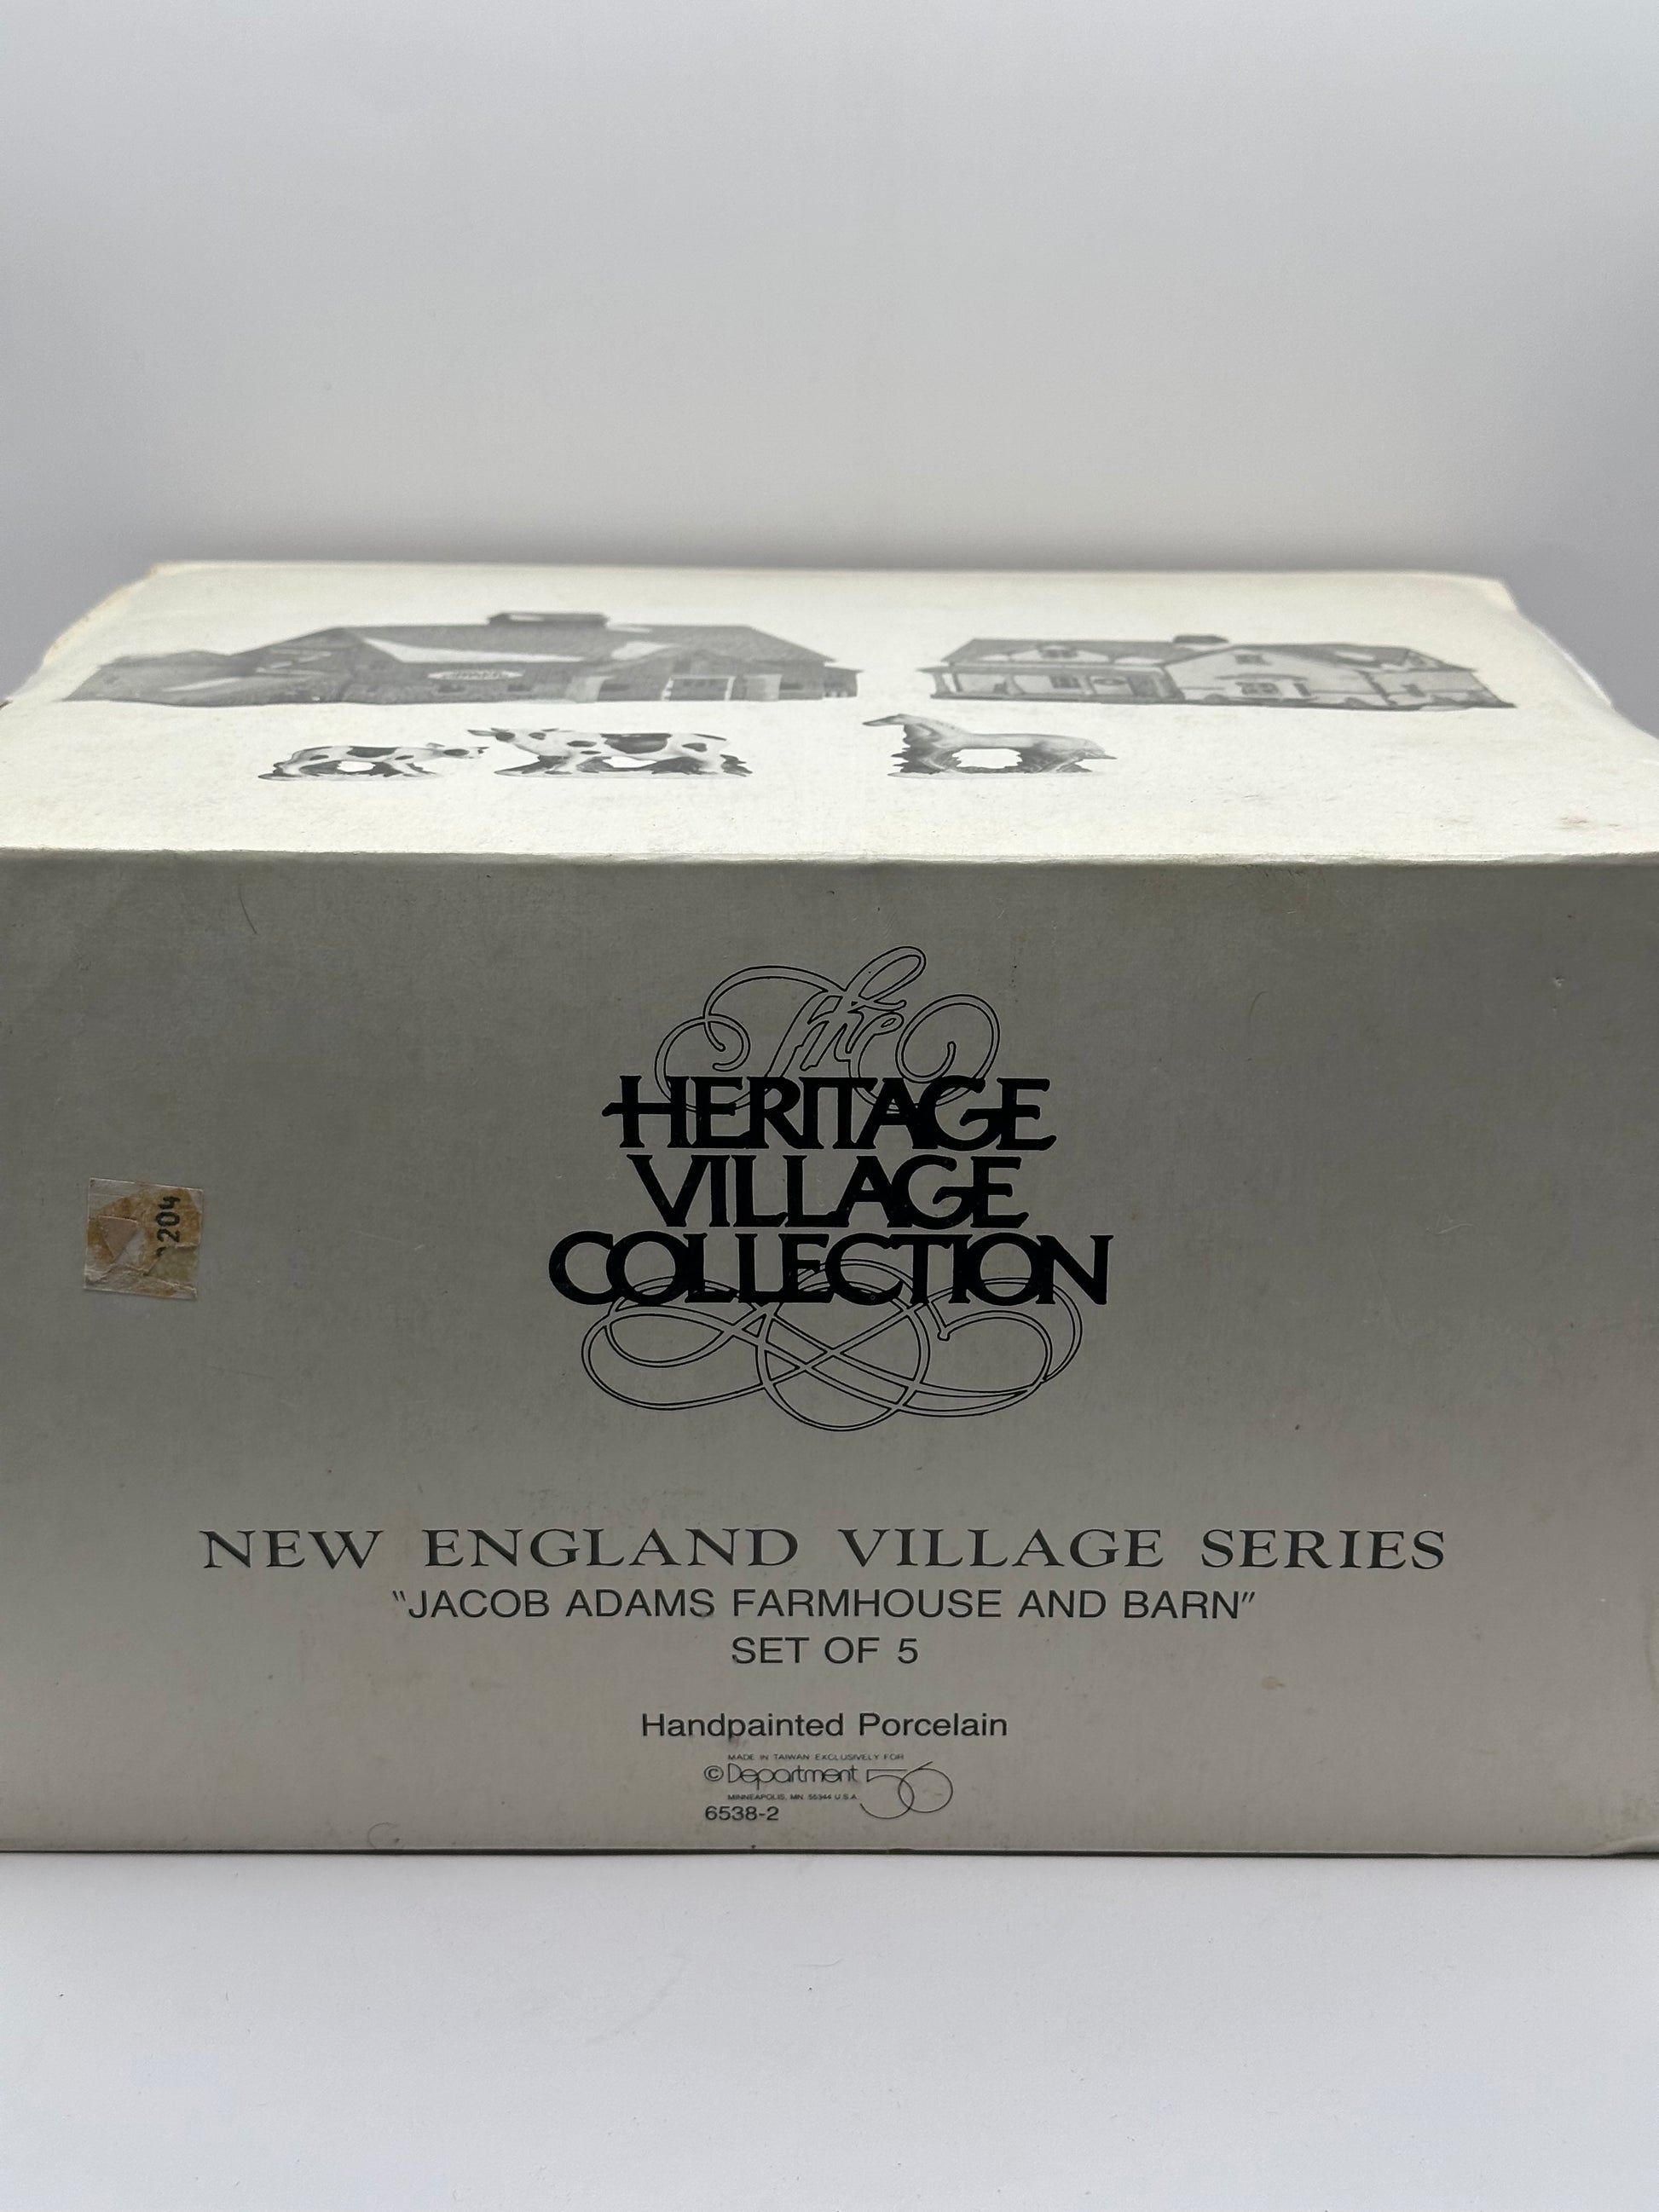 The
HERITAGE
VILLAGE
COLLECTION
204
NEW ENGLAND VILLAGE SERIES
"JACOB ADAMS FARMHOUSE AND BARN"
SET OF 5
Handpainted Porcelain
MADE IN TAIWAN EXCLUSIVELY FOR
© Department 56
MINNEAPOLIS, MN 55344 U.S.A.
6538-2